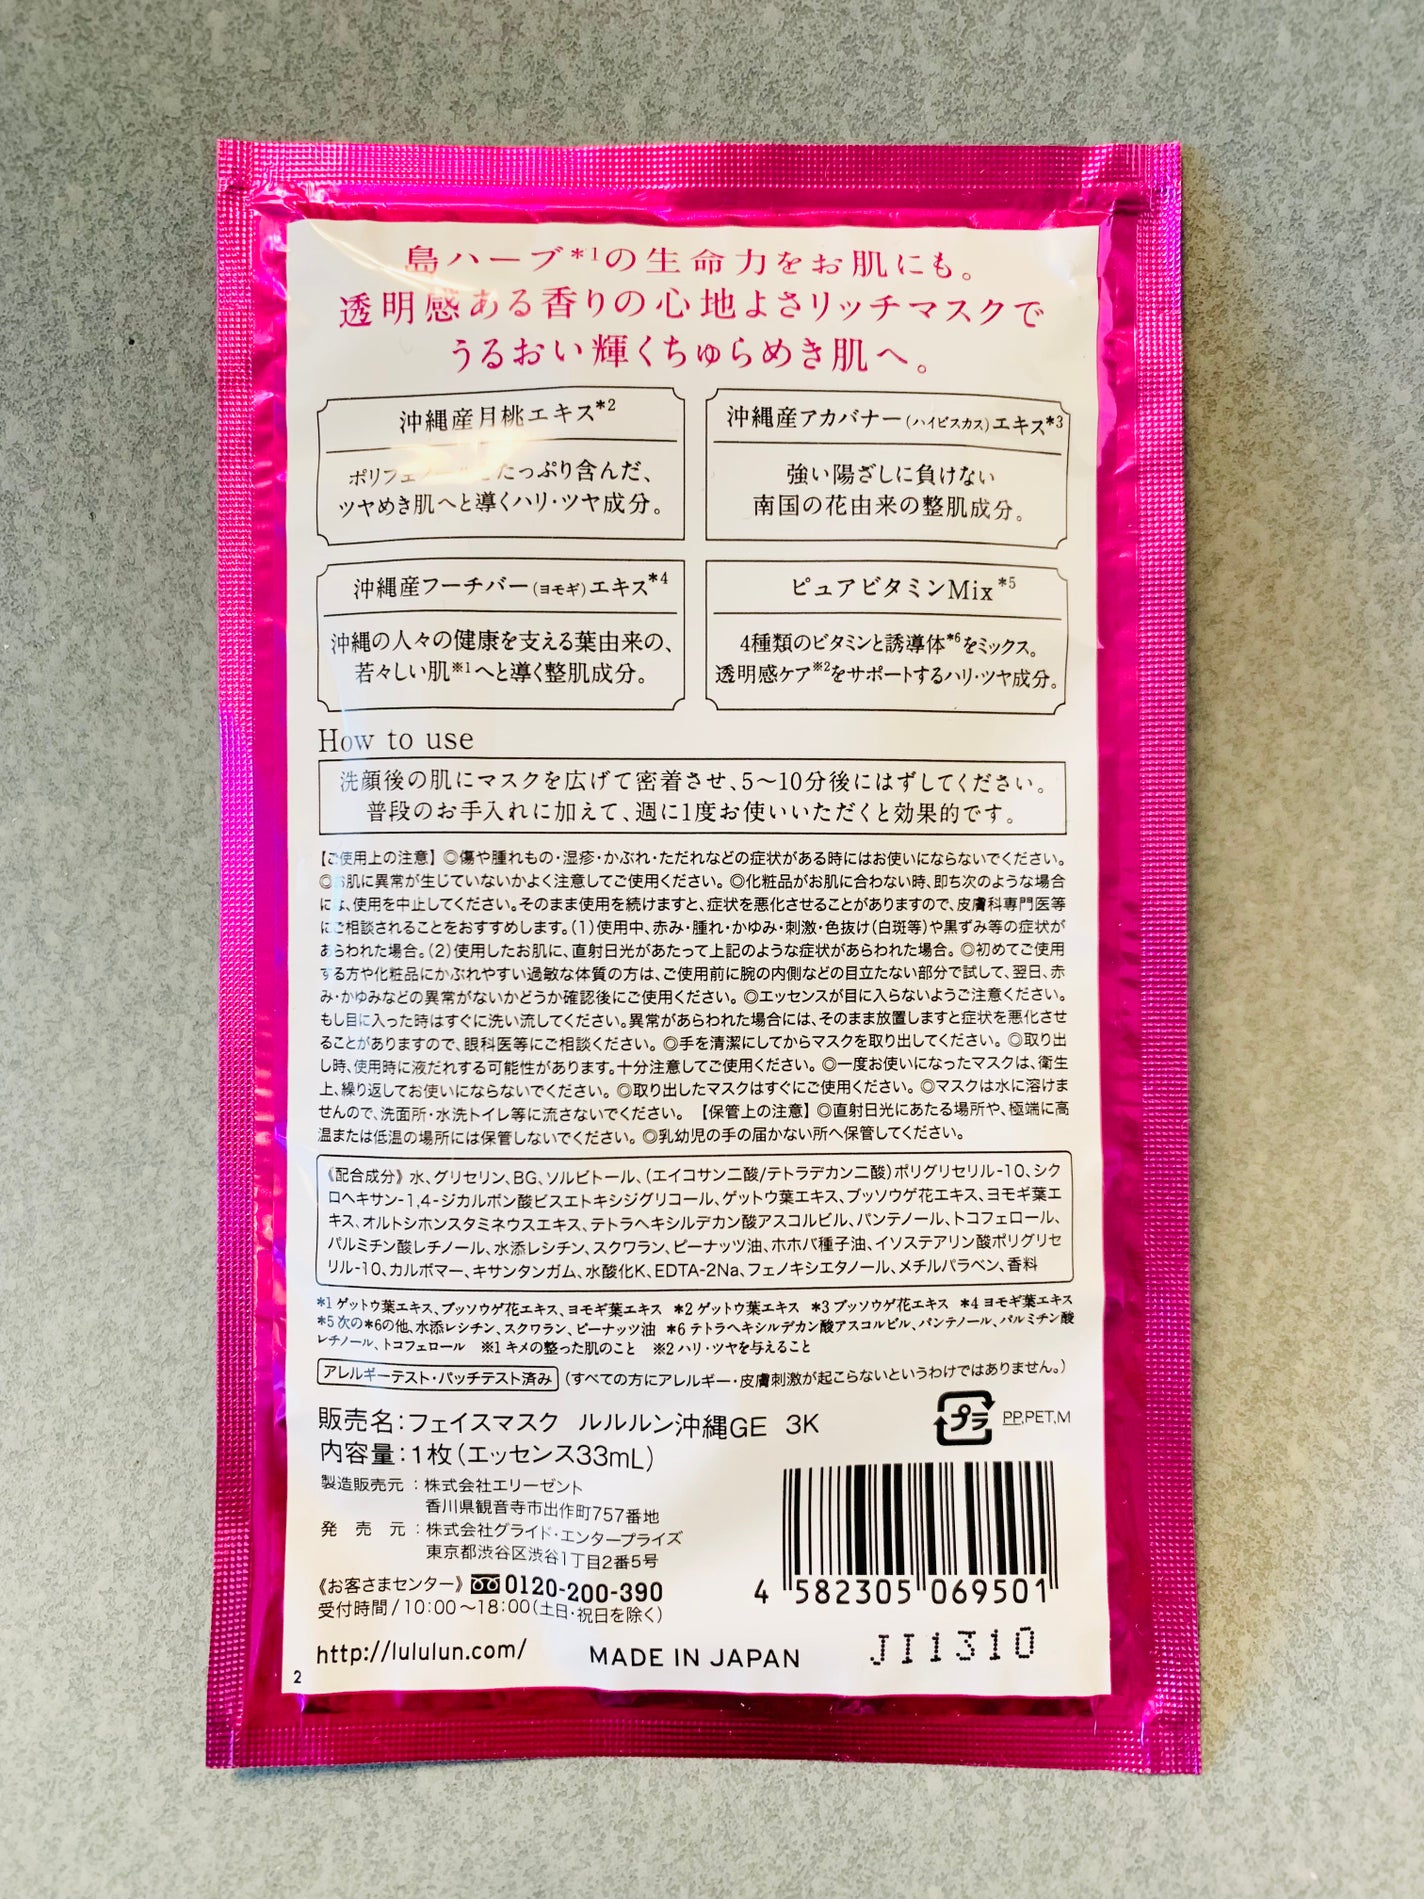 島ハーブ*1の生命力をお肌にも。
透明感ある香りの心地よさリッチマスクで
うるおい輝くちゅらめき肌へ。
沖縄産月桃エキス*2
たっぷり含んだ、
ツヤめき肌へと導くハリ・ツヤ成分。
沖縄産アカバナー(ハイビスカス)エキス*3
強い陽ざしに負けない
南国の花由来の整肌成分。
沖縄産フーチバー(ヨモギ)エキス*4
沖縄の人々の健康を支える葉由来の、
若々しい肌※1へと導く整肌成分。
ピュアビタミンMix*5
4種類のビタミンと誘導体*6をミックス。
透明感ケア※2をサポートするハリ・ツヤ成分。
How to use
洗顔後の肌にマスクを広げて密着させ、5〜10分後にはずしてください。
普段のお手入れに加えて、週に1度お使いいただくと効果的です。
【ご使用上の注意】◎傷や腫れもの・湿疹・かぶれ・ただれなどの症状がある時にはお使いにならないでください。
◎お肌に異常が生じていないかよく注意してご使用ください。◎化粧品がお肌に合わない時、即ち次のような場合
には、使用を中止してください。そのまま使用を続けますと、症状を悪化させることがありますので、皮膚科専門医等
にご相談されることをおすすめします。(1)使用中、赤み・腫れ・かゆみ・刺激・色抜け(白斑等)や黒ずみ等の症状が
あらわれた場合。(2)使用したお肌に、直射日光があたって上記のような症状があらわれた場合。◎初めてご使用
する方や化粧品にかぶれやすい過敏な体質の方は、ご使用前に腕の内側などの目立たない部分で試して、翌日、赤
み・かゆみなどの異常がないかどうか確認後にご使用ください。◎エッセンスが目に入らないようご注意ください。
もし目に入った時はすぐに洗い流してください。異常があらわれた場合には、そのまま放置しますと症状を悪化させ
ることがありますので、眼科医等にご相談ください。◎手を清潔にしてからマスクを取り出してください。◎取り出
し時、使用時に液だれする可能性があります。十分注意してご使用ください。◎一度お使いになったマスクは、衛生
上、繰り返してお使いにならないでください。◎取り出したマスクはすぐにご使用ください。◎マスクは水に溶けま
せんので、洗面所・水洗トイレ等に流さないでください。【保管上の注意】◎直射日光にあたる場所や、極端に高
温または低温の場所には保管しないでください。◎乳幼児の手の届かない所へ保管してください。
《配合成分》水、グリセリン、BG、ソルビトール、(エイコサン二酸/テトラデカン二酸)ポリグリセリル-10、シク
ロヘキサン-1,4-ジカルボン酸ビスエトキシジグリコール、ゲットウ葉エキス、ブッソウゲ花エキス、ヨモギ葉エ
キス、オルトシホンスタミネウスエキス、テトラヘキシルデカン酸アスコルビル、パンテノール、トコフェロール、
パルミチン酸レチノール、水添レシチン、スクワラン、ピーナッツ油、ホホバ種子油、イソステアリン酸ポリグリセ
リル-10、カルボマー、キサンタンガム、水酸化K、EDTA-2Na、フェノキシエタノール、メチルパラベン、香料
*1 ゲットウ葉エキス、ブッソウゲ花エキス、ヨモギ葉エキス *2 ゲットウ葉エキス *3 ブッソウゲ花エキス *4 ヨモギ葉エキス
*5 次の*6の他、水添レシチン、スクワラン、ピーナッツ油 *6 テトラヘキシルデカン酸アスコルビル、パンテノール、パルミチン酸
レチノール、トコフェロール ※1 キメの整った肌のこと ※2 ハリ・ツヤを与えること
アレルギーテスト・パッチテスト済み (すべての方にアレルギー・皮膚刺激が起こらないというわけではありません。)
販売名:フェイスマスク ルルルン沖縄GE 3K
内容量:1枚(エッセンス33mL)
プラ PP,PET,M
製造販売元:株式会社エリーゼント
香川県観音寺市出作町757番地
発売元:株式会社グライド・エンタープライズ
東京都渋谷区渋谷1丁目2番5号
《お客さまセンター》0120-200-390
受付時間/10:00〜18:00(土日・祝日を除く)
4 582305 069501
http://lululun.com/ MADE IN JAPAN
JI1310
2